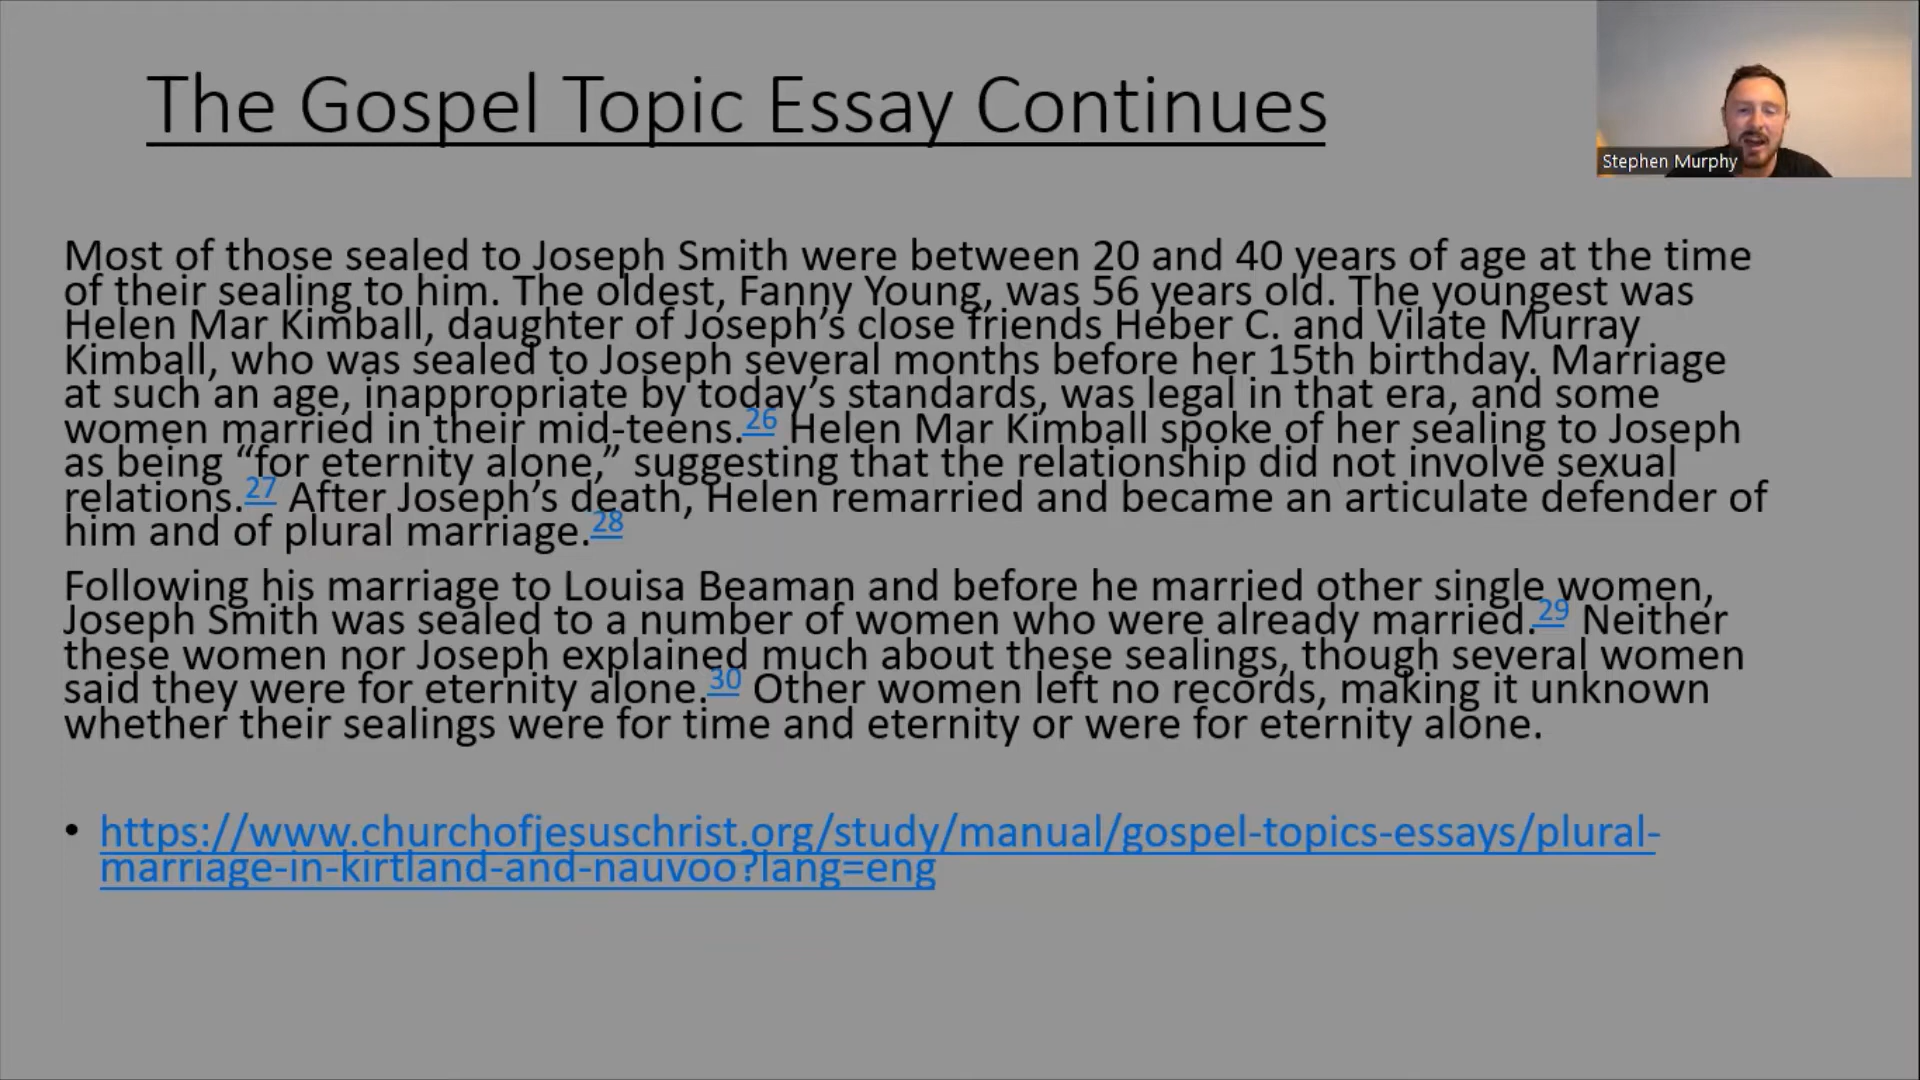 The Gospel Topic Essay Continues
Stephen Murphy
Most of those sealed to Joseph Smith were between 20 and 40 years of age at the time
of their sealing to him. The oldest, Fanny Young, was 56 years old. The youngest was
Helen Mar Kimball, daughter of Joseph’s close friends Heber C. and Vilate Murray
Kimball, who was sealed to Joseph several months before her 15th birthday. Marriage
at such an age, inappropriate by today’s standards, was legal in that era, and some
women married in their mid-teens.26 Helen Mar Kimball spoke of her sealing to Joseph
as being “for eternity alone,” suggesting that the relationship did not involve sexual
relations.27 After Joseph’s death, Helen remarried and became an articulate defender of
him and of plural marriage.28
Following his marriage to Louisa Beaman and before he married other single women,
Joseph Smith was sealed to a number of women who were already married.29 Neither
these women nor Joseph explained much about these sealings, though several women
said they were for eternity alone.30 Other women left no records, making it unknown
whether their sealings were for time and eternity or were for eternity alone.
• https://www.churchofjesuschrist.org/study/manual/gospel-topics-essays/plural-
marriage-in-kirtland-and-nauvoo?lang=eng